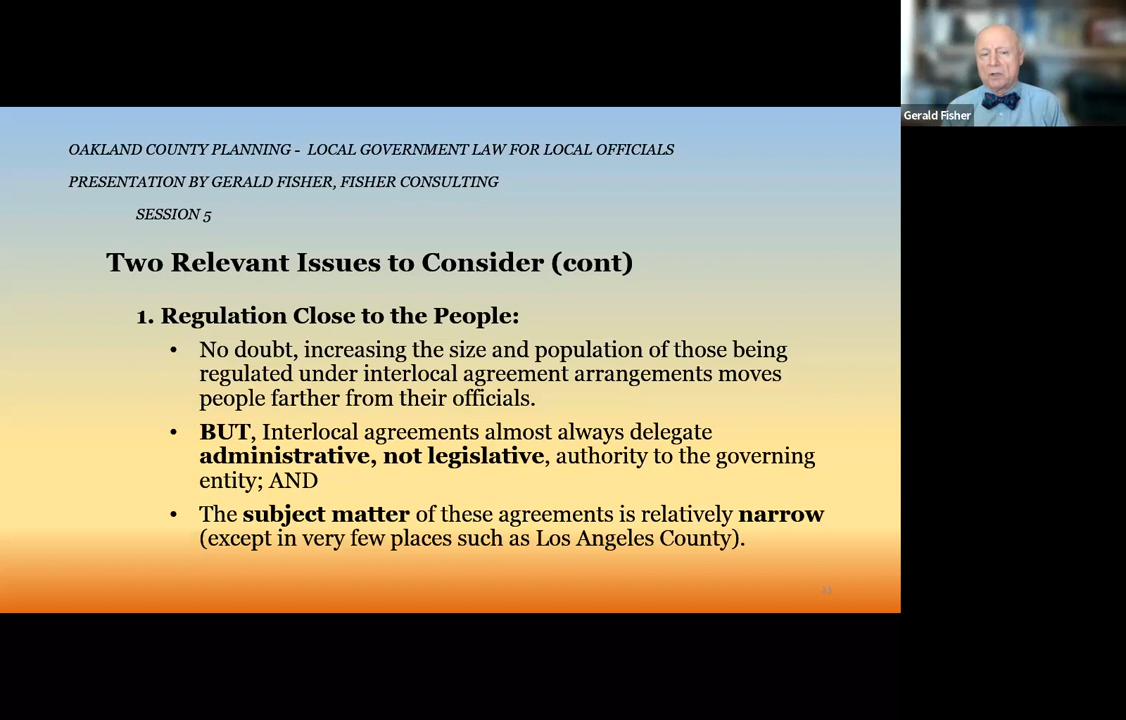 Gerald Fisher
OAKLAND COUNTY PLANNING - LOCAL GOVERNMENT LAW FOR LOCAL OFFICIALS
PRESENTATION BY GERALD FISHER, FISHER CONSULTING
SESSION 5
Two Relevant Issues to Consider (cont)
1. Regulation Close to the People:
• No doubt, increasing the size and population of those being
regulated under interlocal agreement arrangements moves
people farther from their officials.
• BUT, Interlocal agreements almost always delegate
administrative, not legislative, authority to the governing
entity; AND
• The subject matter of these agreements is relatively narrow
(except in very few places such as Los Angeles County).